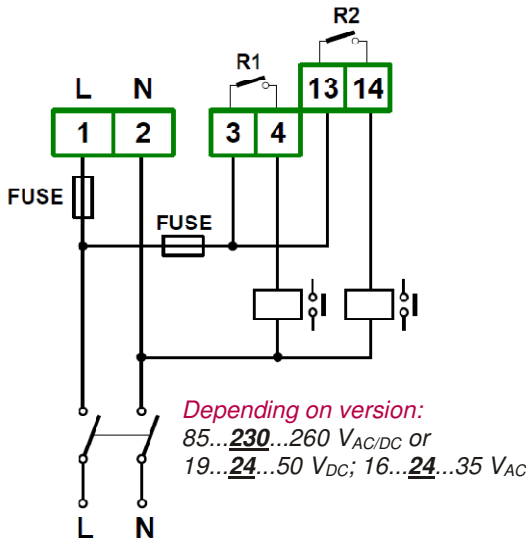 R2
R1
L N
13 14
1 2 3 4
FUSE
FUSE
Depending on version:
85...230...260 VAC/DC or
19...24...50 VDC; 16...24...35 VAC
L N